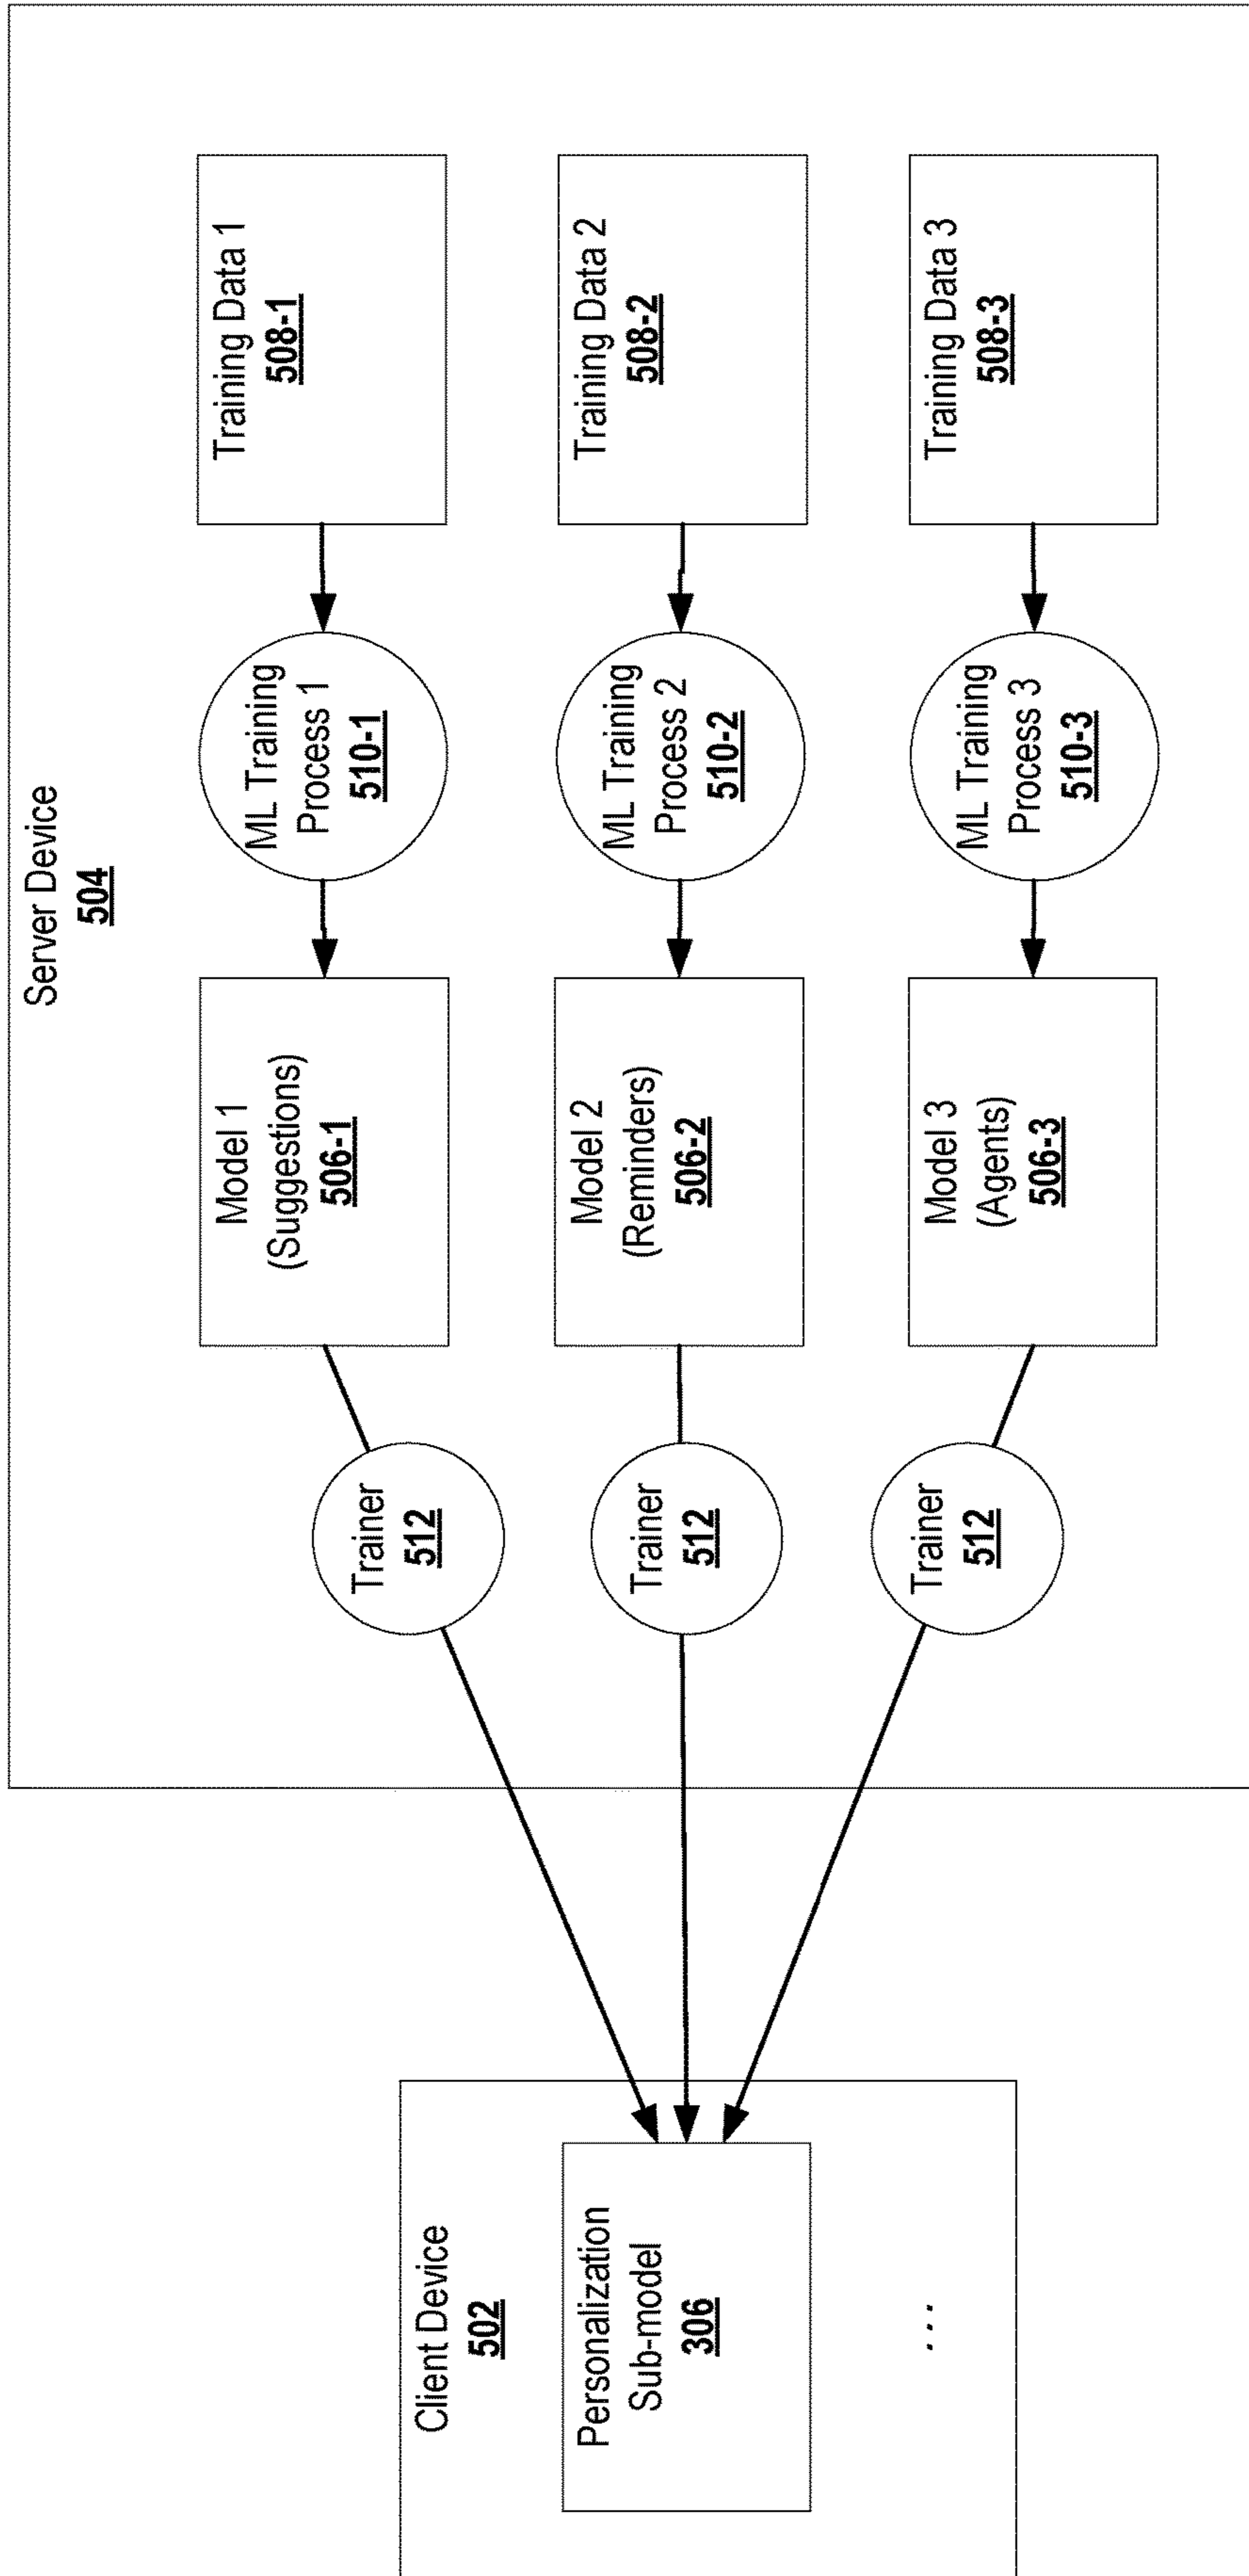 Server Device
504
Training Data 1
508-1
ML Training
Process 1
510-1
Model 1
(Suggestions)
506-1
Trainer
512
Training Data 2
508-2
ML Training
Process 2
510-2
Model 2
(Reminders)
506-2
Trainer
512
Training Data 3
508-3
ML Training
Process 3
510-3
Model 3
(Agents)
506-3
Trainer
512
Client Device
502
Personalization
Sub-model
306
...